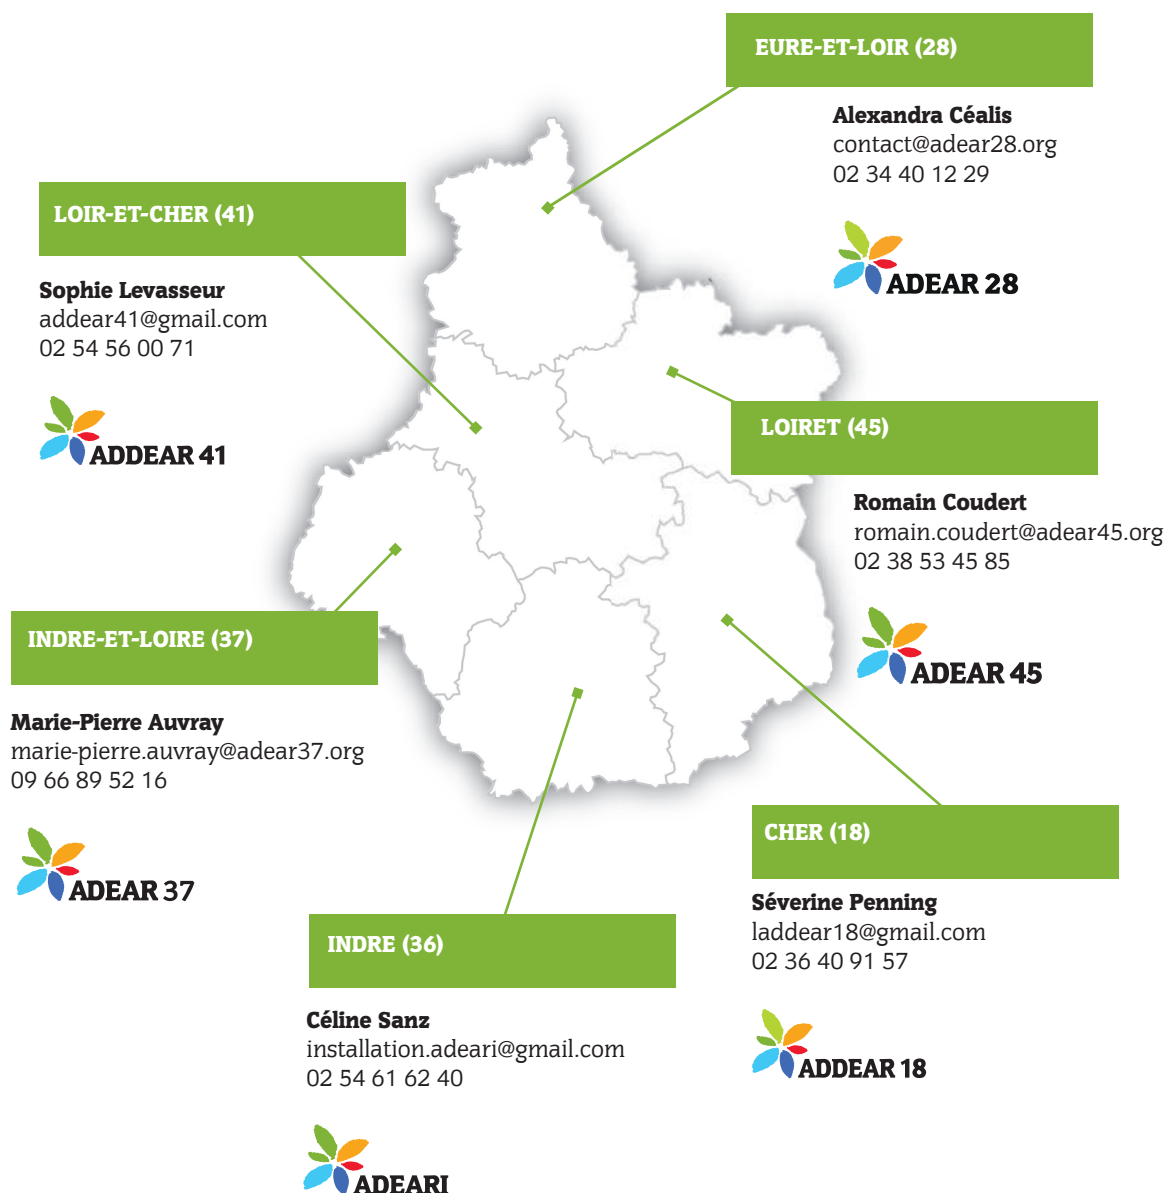 EURE-ET-LOIR (28)
Alexandra Céalis
contact@adear28.org
02 34 40 12 29
ADEAR 28
LOIR-ET-CHER (41)
Sophie Levasseur
addear41@gmail.com
02 54 56 00 71
ADDEAR 41
LOIRET (45)
Romain Coudert
romain.coudert@adear45.org
02 38 53 45 85
ADEAR 45
INDRE-ET-LOIRE (37)
Marie-Pierre Auvray
marie-pierre.auvray@adear37.org
09 66 89 52 16
ADEAR 37
CHER (18)
Séverine Penning
laddear18@gmail.com
02 36 40 91 57
ADDEAR 18
INDRE (36)
Céline Sanz
installation.adeari@gmail.com
02 54 61 62 40
ADEARI